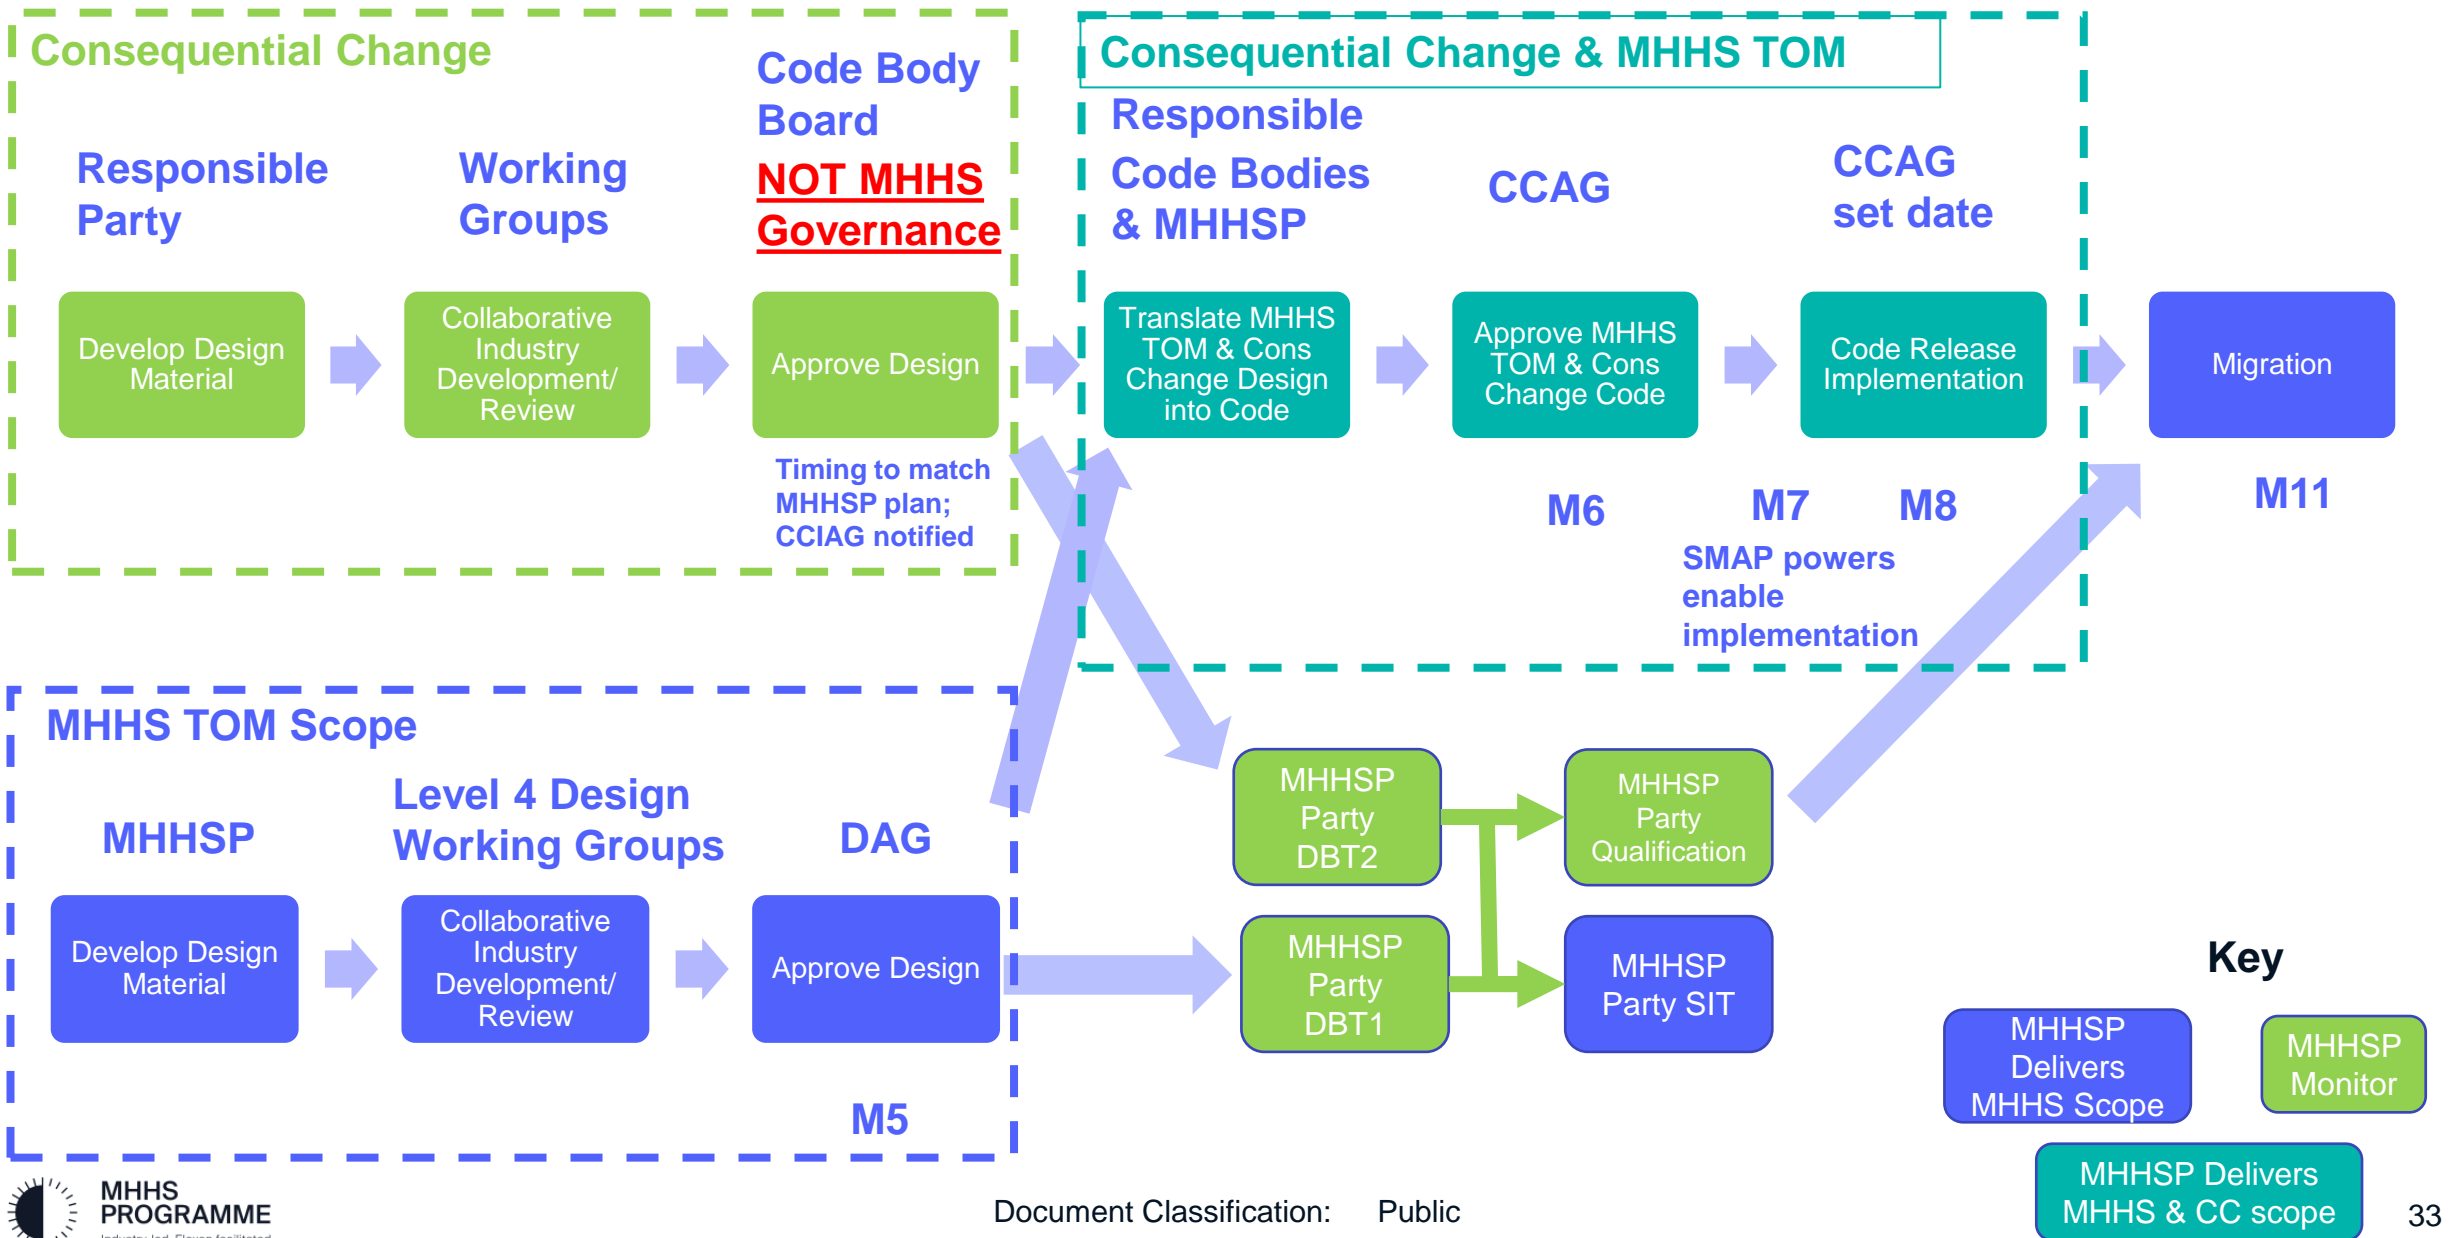 Consequential Change
Responsible
Party
Working
Groups
Code Body
Board
NOT MHHS
Governance
Develop Design
Material
Collaborative
Industry
Development/
Review
Approve Design
Timing to match
MHHSP plan;
CCIAG notified
Consequential Change & MHHS TOM
Responsible
Code Bodies
& MHHSP
CCAG
CCAG
set date
Translate MHHS
TOM & Cons
Change Design
into Code
Approve MHHS
TOM & Cons
Change Code
Code Release
Implementation
Migration
M6
M7
M8
M11
SMAP powers
enable
implementation
MHHS TOM Scope
MHHSP
Level 4 Design
Working Groups
DAG
Develop Design
Material
Collaborative
Industry
Development/
Review
Approve Design
M5
MHHSP
Party
DBT2
MHHSP
Party
Qualification
MHHSP
Party
DBT1
MHHSP
Party SIT
Key
MHHSP
Delivers
MHHS Scope
MHHSP
Monitor
MHHSP Delivers
MHHS & CC scope
MHHS
PROGRAMME
Industry-led, Elexon facilitated
Document Classification: Public
33